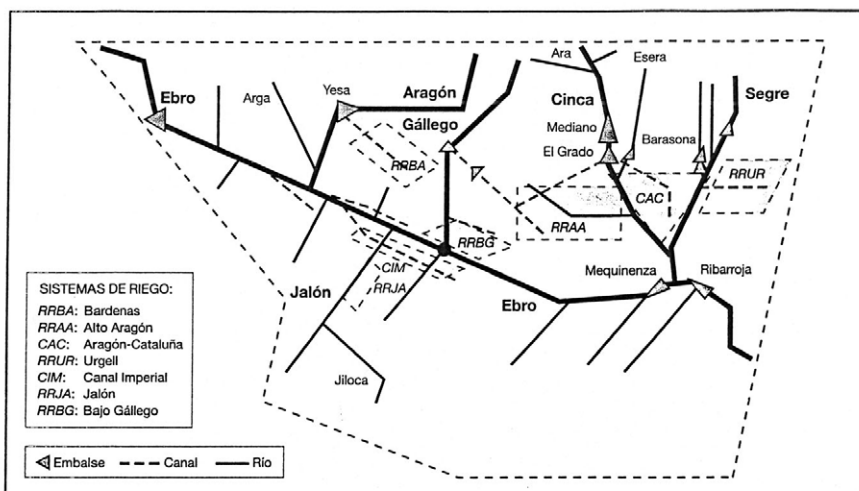 Ara
Esera
Ebro
Arga
Yesa
Aragón
Gállego
Cinca
Segre
Mediano
Barasona
El Grado
RRBA
CAC
RRUR
RRAA
RRBG
CIM
RRJA
Jalón
Ebro
Mequinenza
Ribarroja
Jiloca
SISTEMAS DE RIEGO:
RRBA: Bardenas
RRAA: Alto Aragón
CAC: Aragón-Cataluña
RRUR: Urgell
CIM: Canal Imperial
RRJA: Jalón
RRBG: Bajo Gállego
Embalse Canal Río